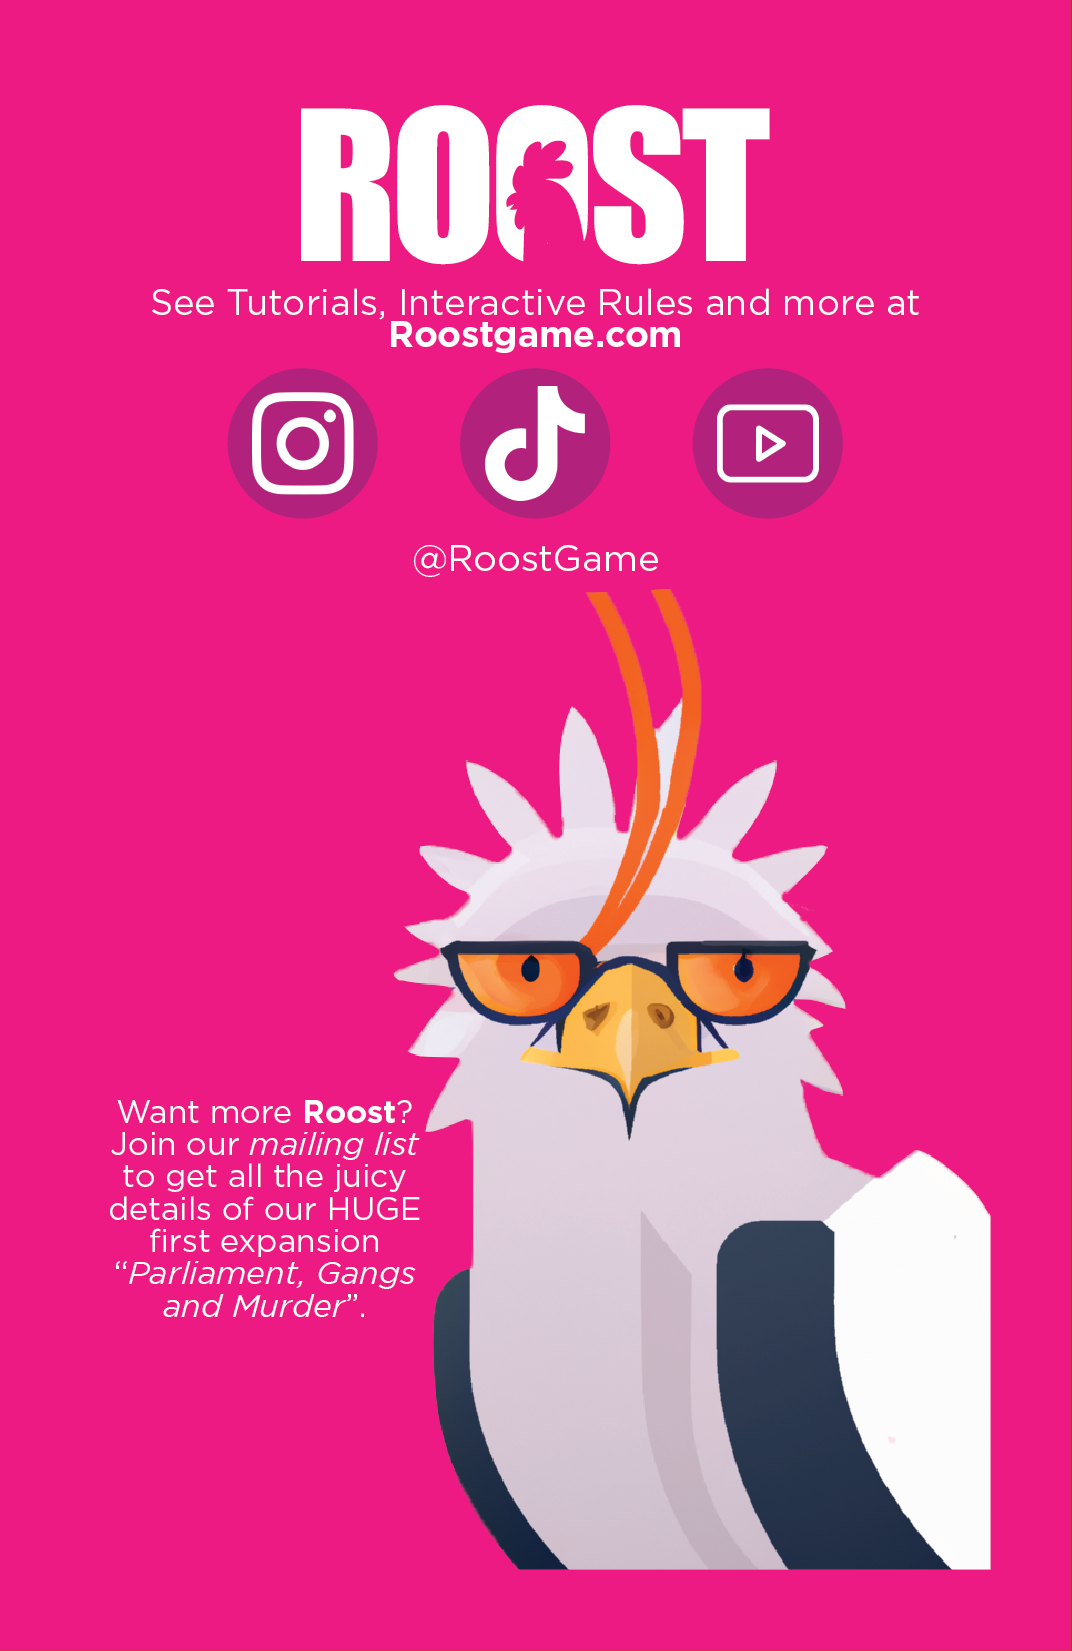 ROOST
See Tutorials, Interactive Rules and more at
Roostgame.com
@RoostGame
Want more Roost?
Join our mailing list
to get all the juicy
details of our HUGE
first expansion
“Parliament, Gangs
and Murder”.